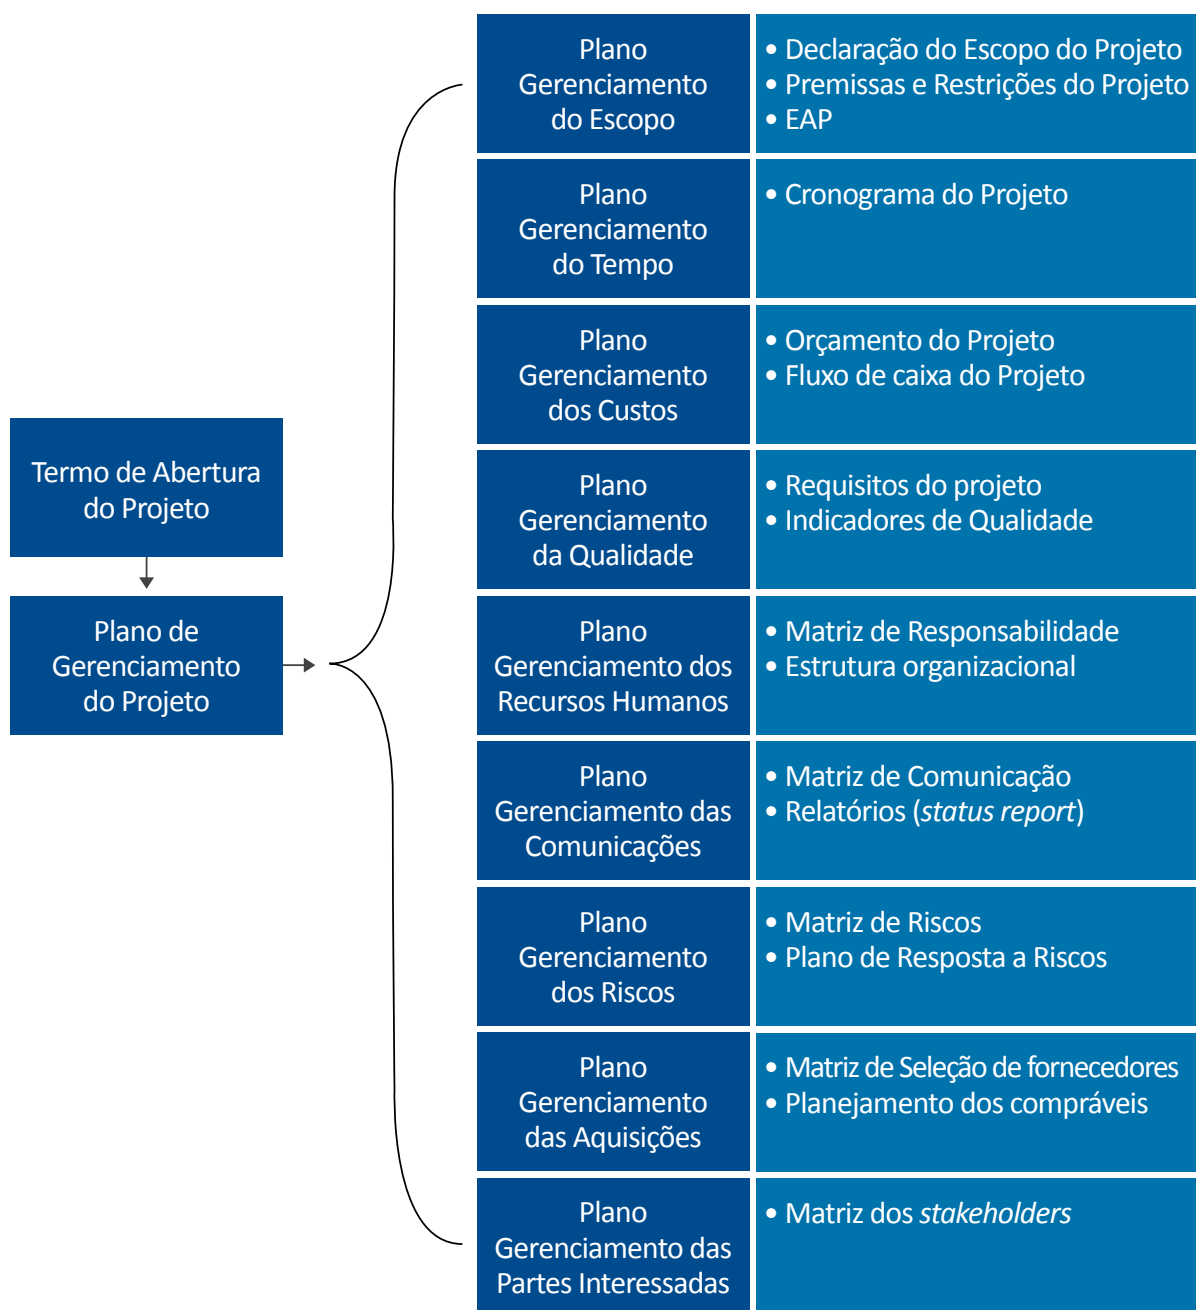 Termo de Abertura
do Projeto
Plano de
Gerenciamento
do Projeto
Plano
Gerenciamento
do Escopo
• Declaração do Escopo do Projeto
• Premissas e Restrições do Projeto
• EAP
Plano
Gerenciamento
do Tempo
• Cronograma do Projeto
Plano
Gerenciamento
dos Custos
• Orçamento do Projeto
• Fluxo de caixa do Projeto
Plano
Gerenciamento
da Qualidade
• Requisitos do projeto
• Indicadores de Qualidade
Plano
Gerenciamento dos
Recursos Humanos
• Matriz de Responsabilidade
• Estrutura organizacional
Plano
Gerenciamento das
Comunicações
• Matriz de Comunicação
• Relatórios (status report)
Plano
Gerenciamento
dos Riscos
• Matriz de Riscos
• Plano de Resposta a Riscos
Plano
Gerenciamento
das Aquisições
• Matriz de Seleção de fornecedores
• Planejamento dos compráveis
Plano
Gerenciamento das
Partes Interessadas
• Matriz dos stakeholders